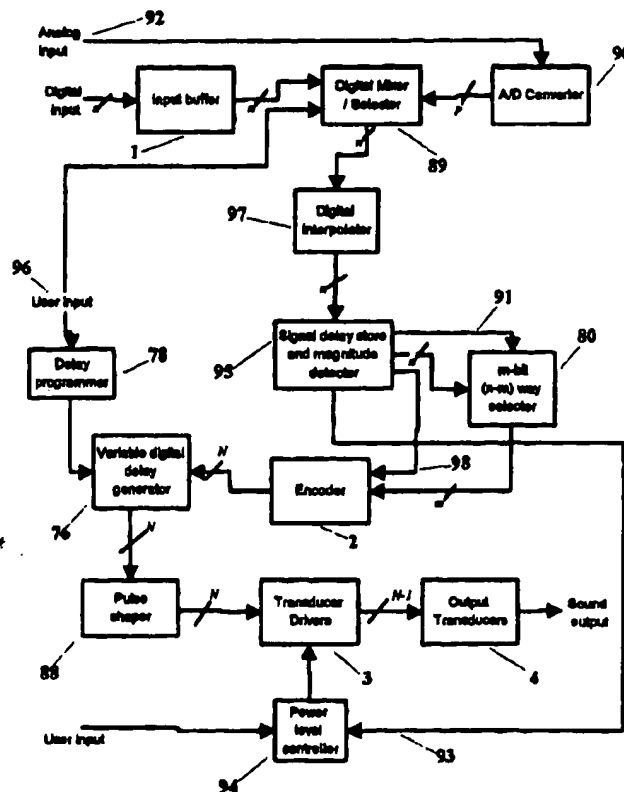 92
Analog
Input
90
Digital
Input
Input buffer
Digital Mixer
/ Selector
A/D Converter
n
n
p
1
n
89
97
Digital
Interpolator
96
User input
n
91
78
Delay
programmer
95
Signal delay store
and magnitude
detector
n
80
m-bit
(n-m) way
selector
98
Variable digital
delay
generator
N
Encoder
m
76
2
N
Pulse
shaper
N
Transducer
Drivers
N-1
Output
Transducers
Sound
output
88
3
4
User input
Power
level
controller
93
94